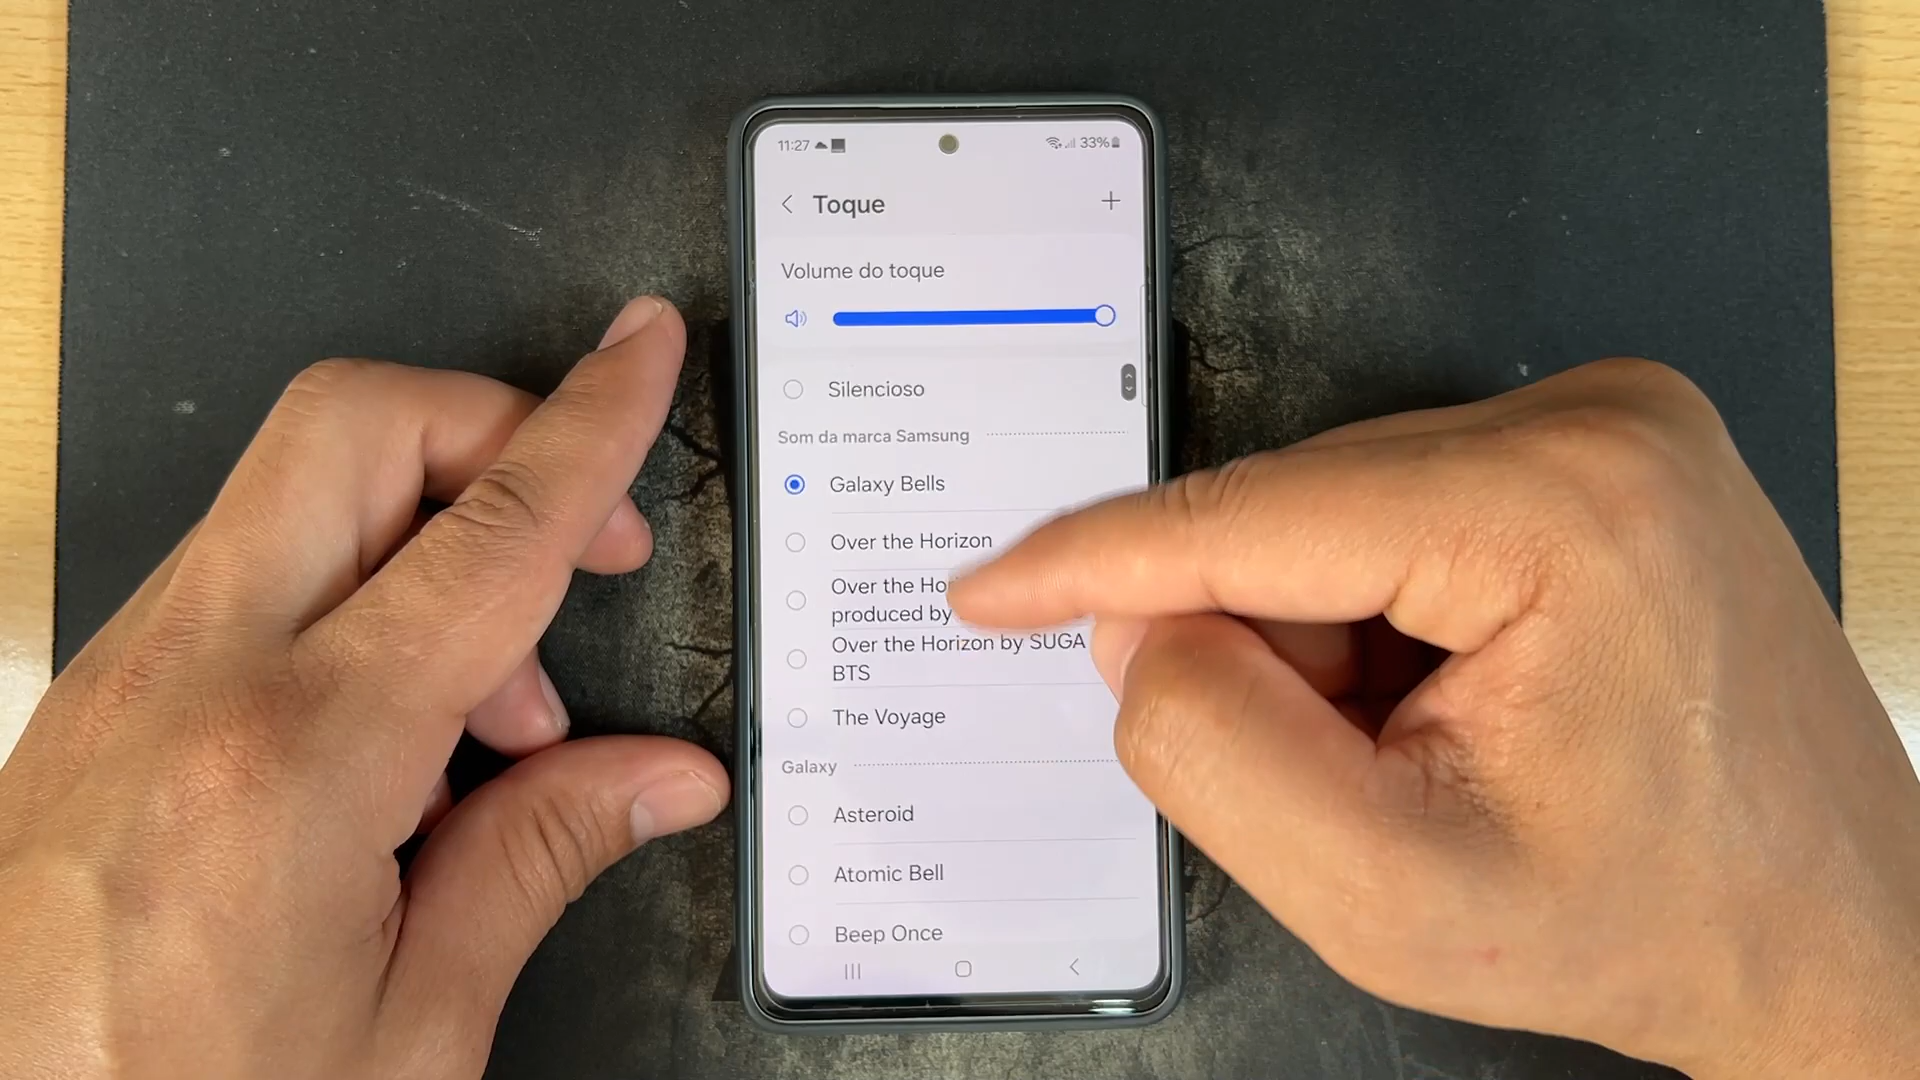 11:27
33%
Toque
Volume do toque
Silencioso
Som da marca Samsung
Galaxy Bells
Over the Horizon
Over the
produced by
Over the Horizon by SUGA
BTS
The Voyage
Galaxy
Asteroid
Atomic Bell
Beep Once